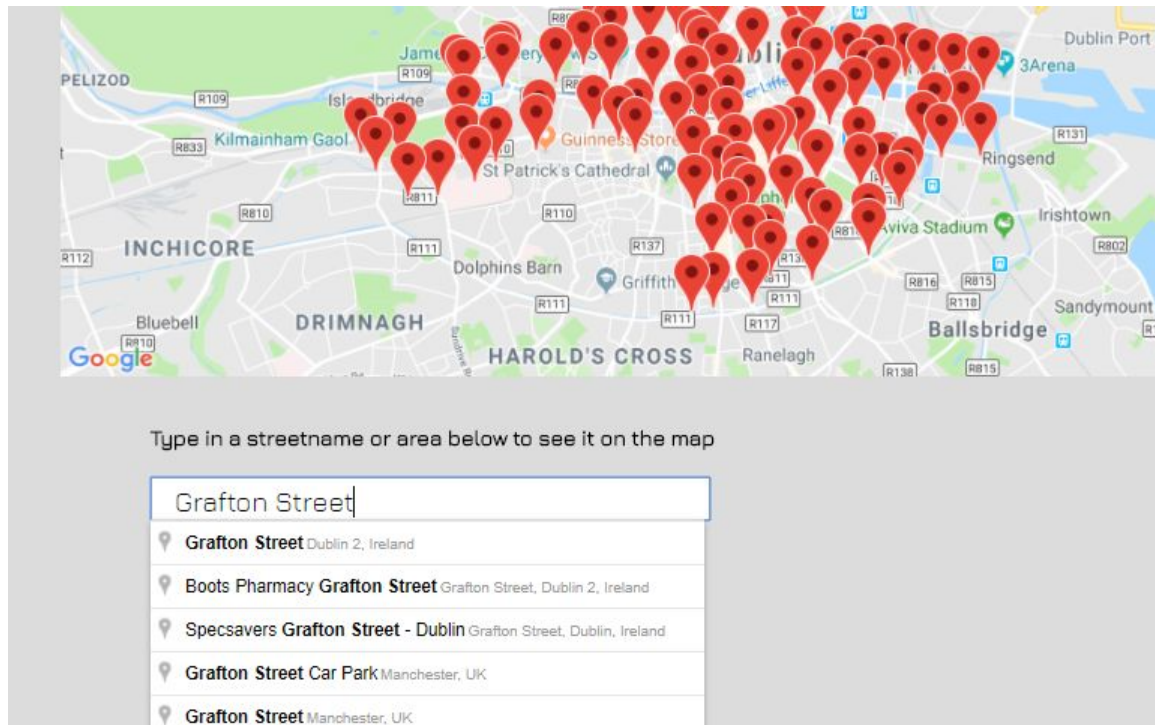 Dublin Port
3Arena
PELIZOD
R109
R109
Kilmainham Gaol
R833
Guinness Store
R131
Ringsend
St Patrick's Cathedral
R811
R810
R110
Irishtown
Aviva Stadium
INCHICORE
R112
R111
R137
R802
Dolphins Barn
Griffith
R816
R815
R111
R111
R118
Sandymount
Bluebell
DRIMNAGH
R111
R117
Ballsbridge
R810
Google
HAROLD'S CROSS
Ranelagh
R138
R815
Type in a streetname or area below to see it on the map
Grafton Street
Grafton Street Dublin 2, Ireland
Boots Pharmacy Grafton Street Grafton Street, Dublin 2, Ireland
Specsavers Grafton Street - Dublin Grafton Street, Dublin, Ireland
Grafton Street Car Park Manchester, UK
Grafton Street Manchester, UK